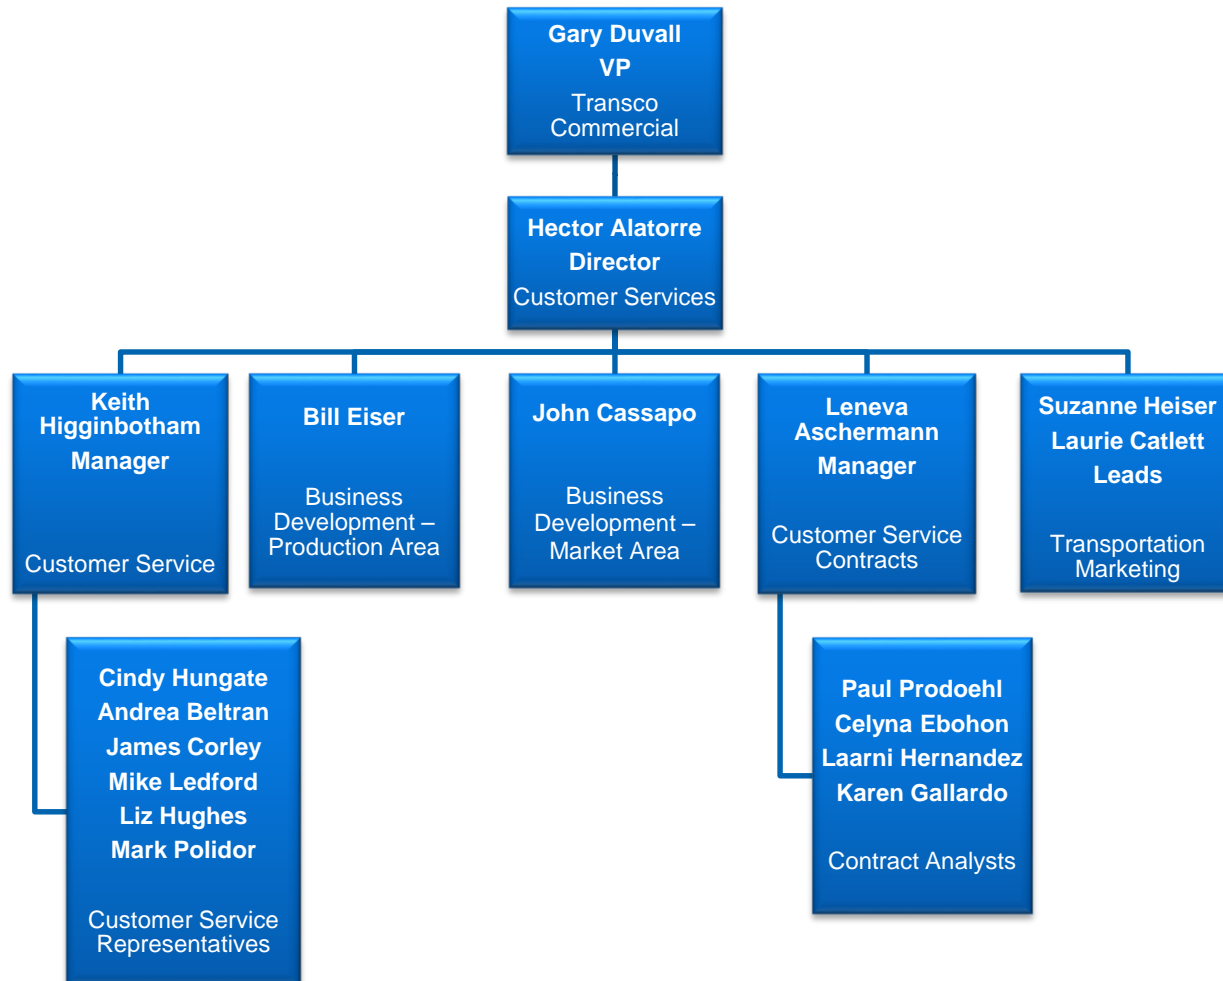 Gary Duvall
VP
Transco
Commercial
Hector Alatorre
Director
Customer Services
Keith
Higginbotham
Manager
Customer Service
Bill Eiser
Business
Development –
Production Area
John Cassapo
Business
Development –
Market Area
Leneva
Aschermann
Manager
Customer Service
Contracts
Suzanne Heiser
Laurie Catlett
Leads
Transportation
Marketing
Cindy Hungate
Andrea Beltran
James Corley
Mike Ledford
Liz Hughes
Mark Polidor
Customer Service
Representatives
Paul Prodoehl
Celyna Ebohon
Laarni Hernandez
Karen Gallardo
Contract Analysts